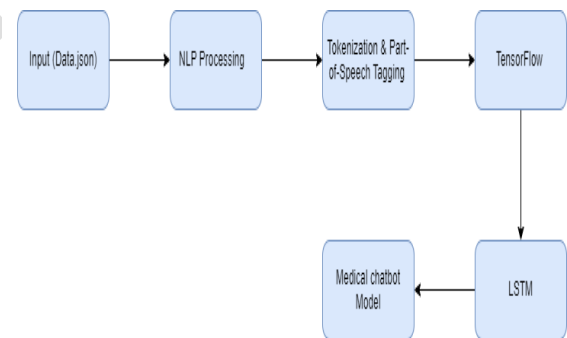 Input (Data.json)
NLP Processing
Tokenization & Part-
of-Speech Tagging
TensorFlow
LSTM
Medical chatbot
Model